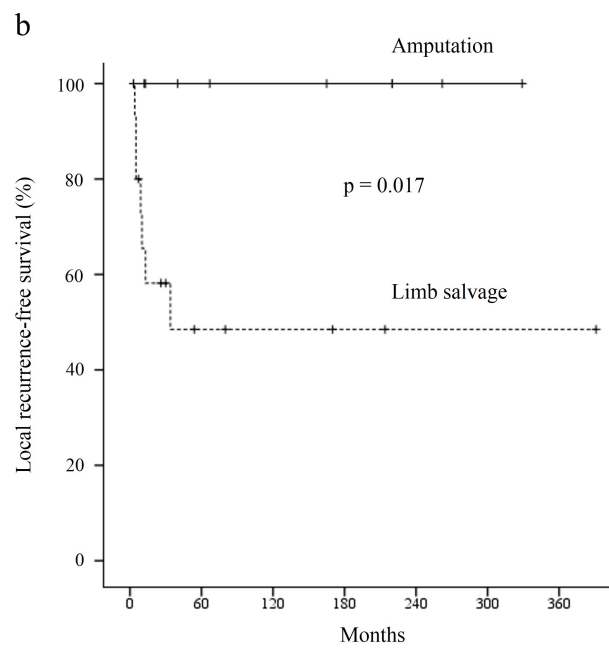 b
Amputation
100
p = 0.017
80
Local recurrence-free survival (%)
60
Limb salvage
40
20
0
0 60 120 180 240 300 360
Months